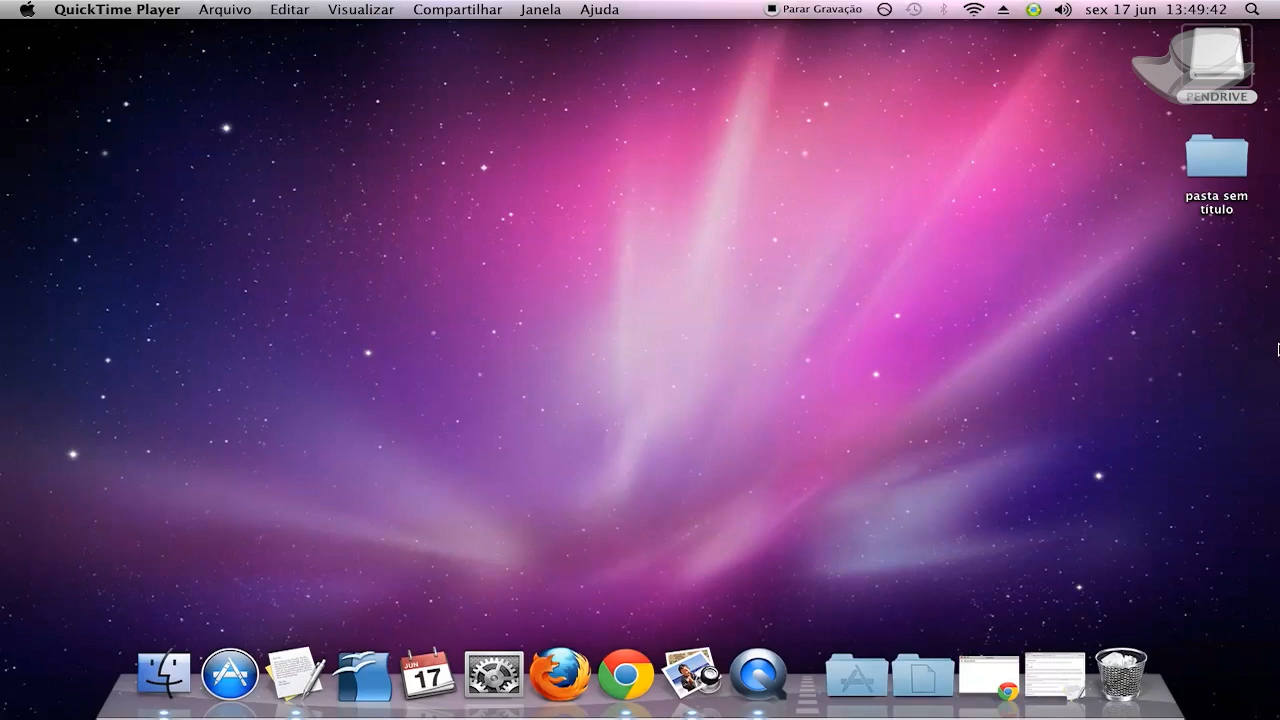 QuickTime Player Arquivo Editar Visualizar Compartilhar Janela Ajuda Parar Gravação sex 17 jun 13:49:42
PENDRIVE
pasta sem
título
JUN
17